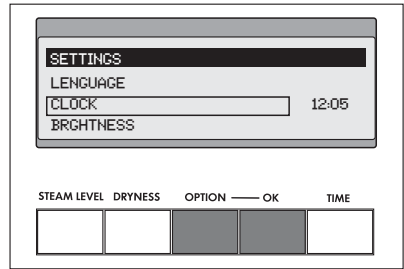 SETTINGS
LENGUAGE
CLOCK 12:05
BRGHTNESS
STEAM LEVEL DRYNESS OPTION OK TIME